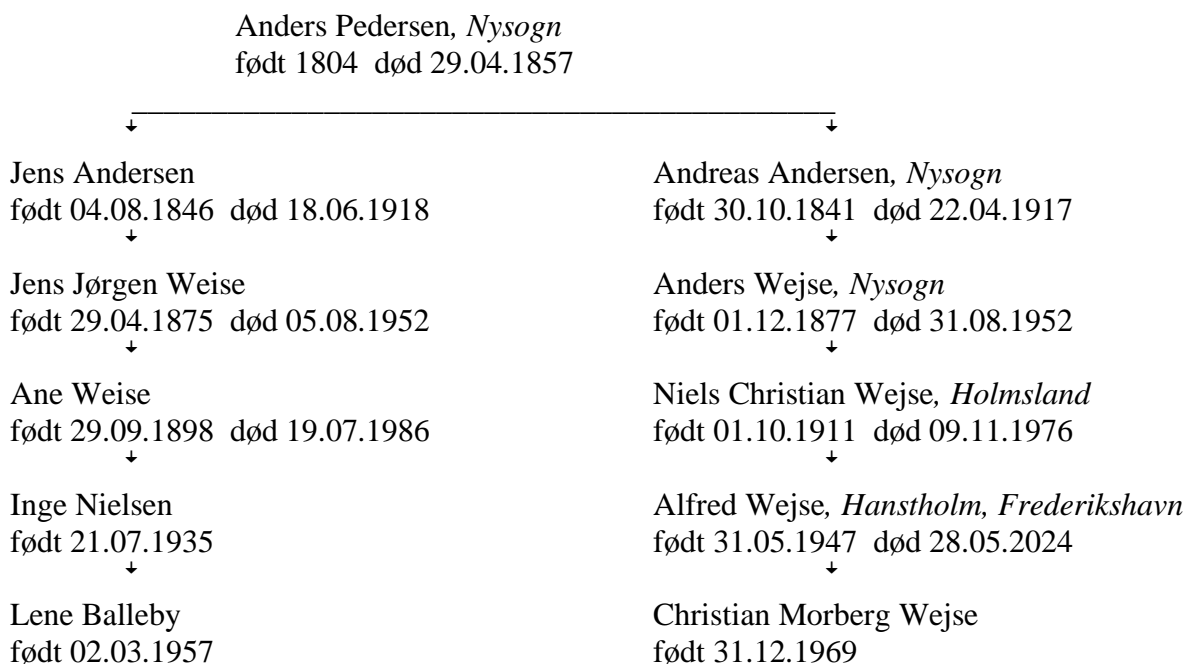 Anders Pedersen, Nysogn
født 1804 død 29.04.1857
Jens Andersen
født 04.08.1846 død 18.06.1918
Andreas Andersen, Nysogn
født 30.10.1841 død 22.04.1917
Jens Jørgen Weise
født 29.04.1875 død 05.08.1952
Anders Wejse, Nysogn
født 01.12.1877 død 31.08.1952
Ane Weise
født 29.09.1898 død 19.07.1986
Niels Christian Wejse, Holmsland
født 01.10.1911 død 09.11.1976
Inge Nielsen
født 21.07.1935
Alfred Wejse, Hanstholm, Frederikshavn
født 31.05.1947 død 28.05.2024
Lene Balleby
født 02.03.1957
Christian Morberg Wejse
født 31.12.1969